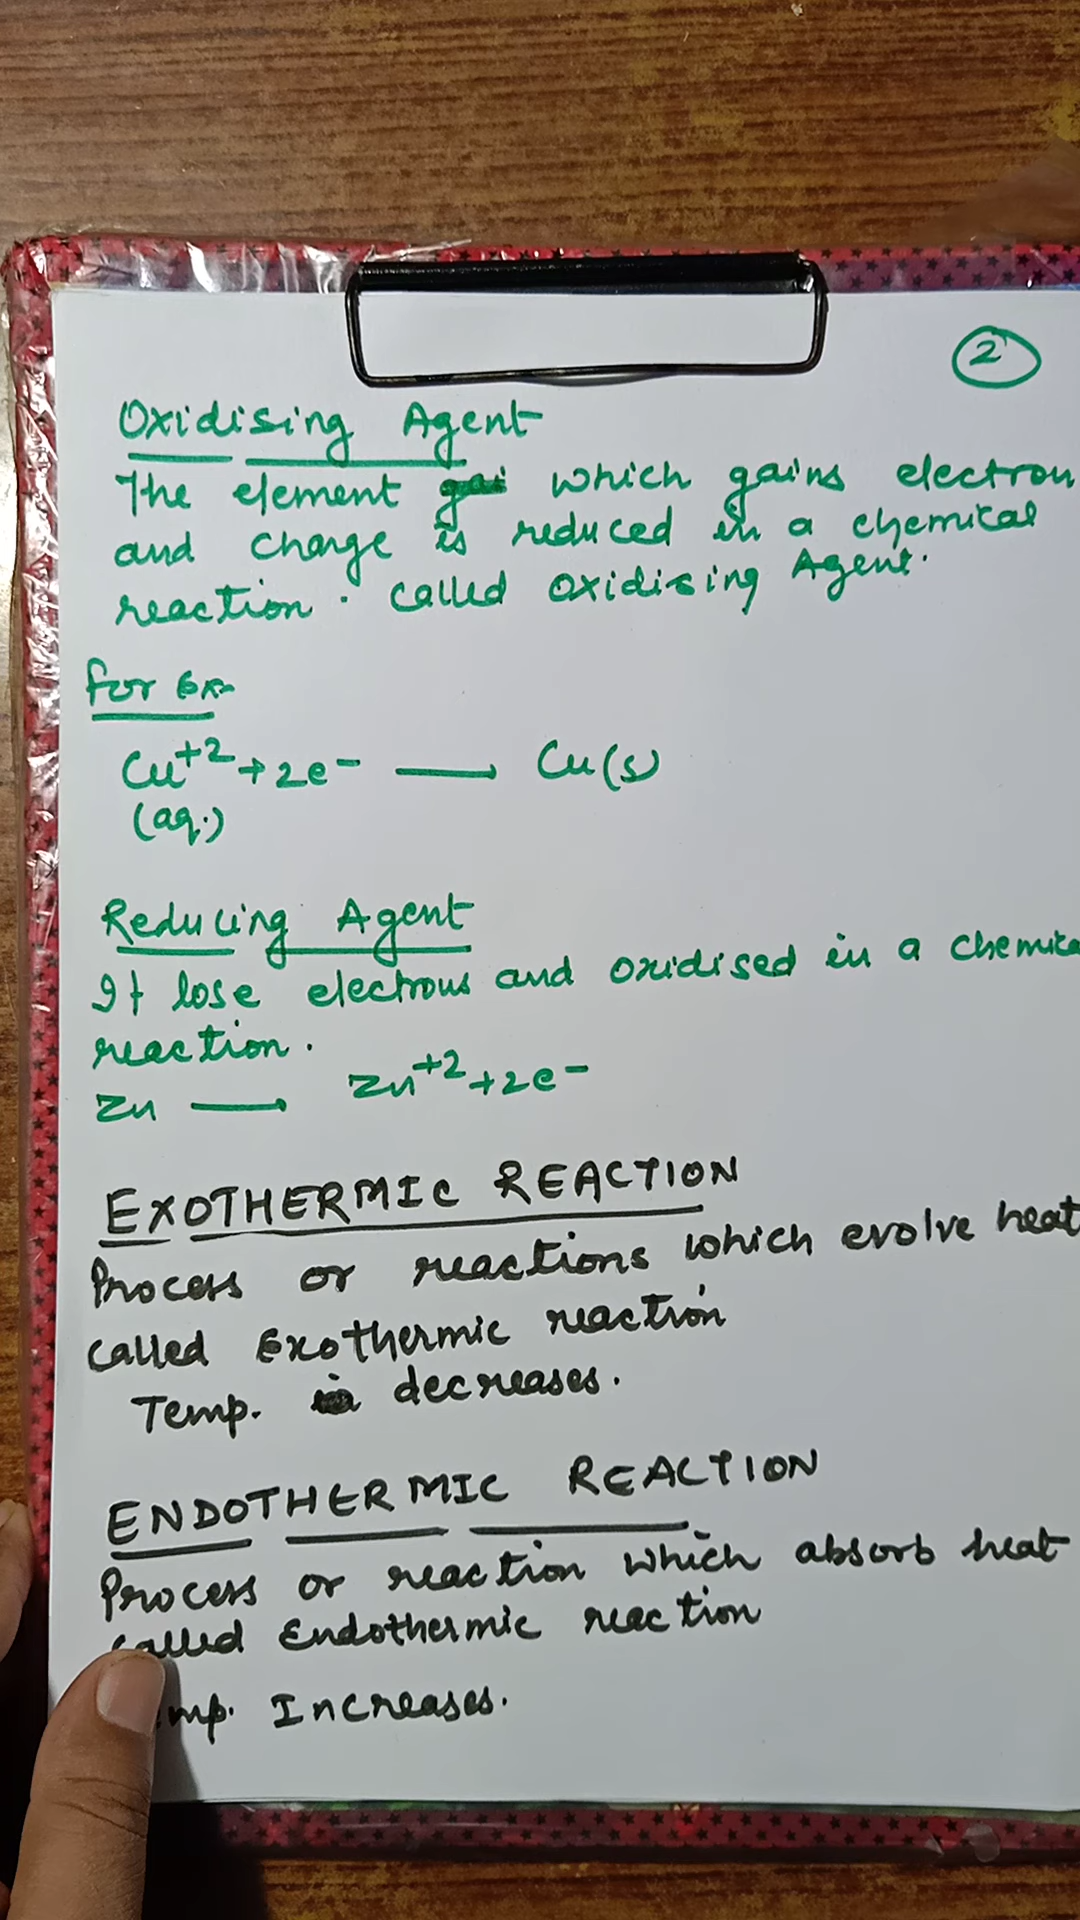 2
Oxidising Agent
The element which gains electron
and charge is reduced in a chemical
reaction. called oxidising Agent.
for Ex
Cu+2 + 2e- — Cu(s)
(aq.)
Reducing Agent
It lose electrons and oxidised in a chemica
reaction.
Zn — Zn+2 + 2e-
EXOTHERMIC REACTION
Process or reactions which evolve heat
called Exothermic reaction
Temp. decreases.
ENDOTHERMIC REACTION
Process or reaction which absorb heat
called Endothermic reaction
emp. Increases.